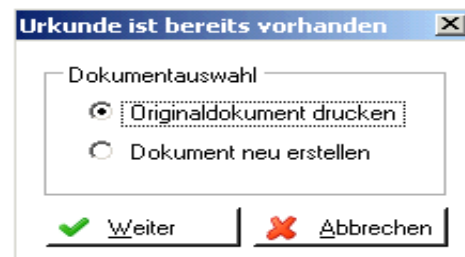 Urkunde ist bereits vorhanden
Dokumentauswahl
Originaldokument drucken
Dokument neu erstellen
Weiter Abbrechen